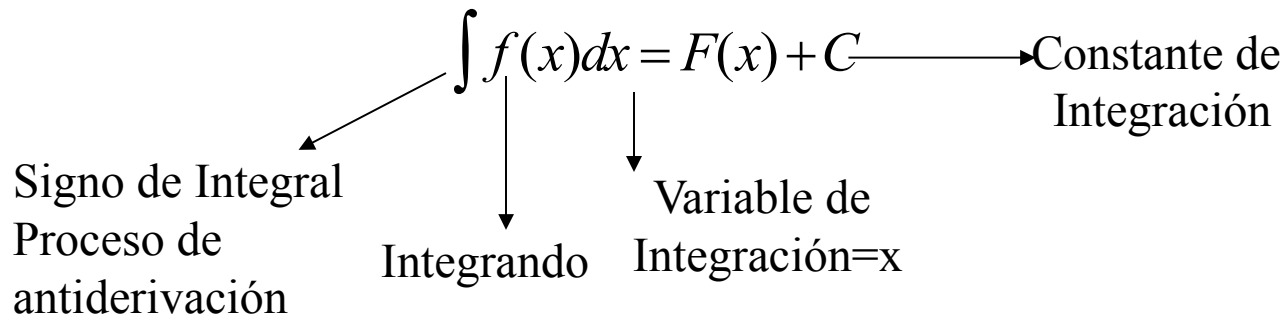 ∫ f(x)dx = F(x) + C
Constante de
Integración
Signo de Integral
Proceso de
antiderivación
Integrando
Variable de
Integración=x